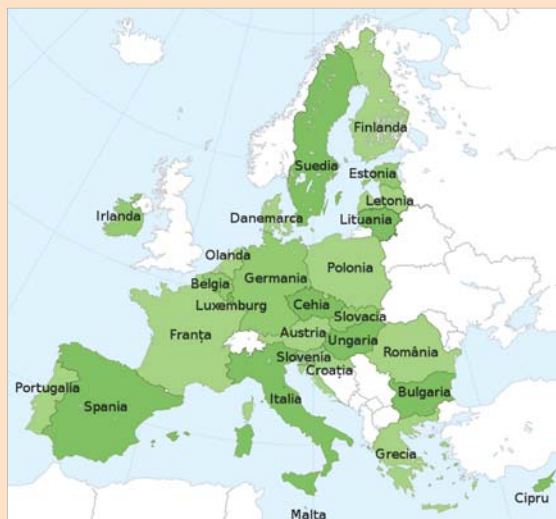 Finlanda
Suedia
Estonia
Letonia
Lituania
Irlanda
Danemarca
Olanda
Belgia
Germania
Polonia
Luxemburg
Cehia
Slovacia
Franța
Austria
Ungaria
Slovenia
Croația
România
Portugalia
Spania
Italia
Bulgaria
Grecia
Cipru
Malta